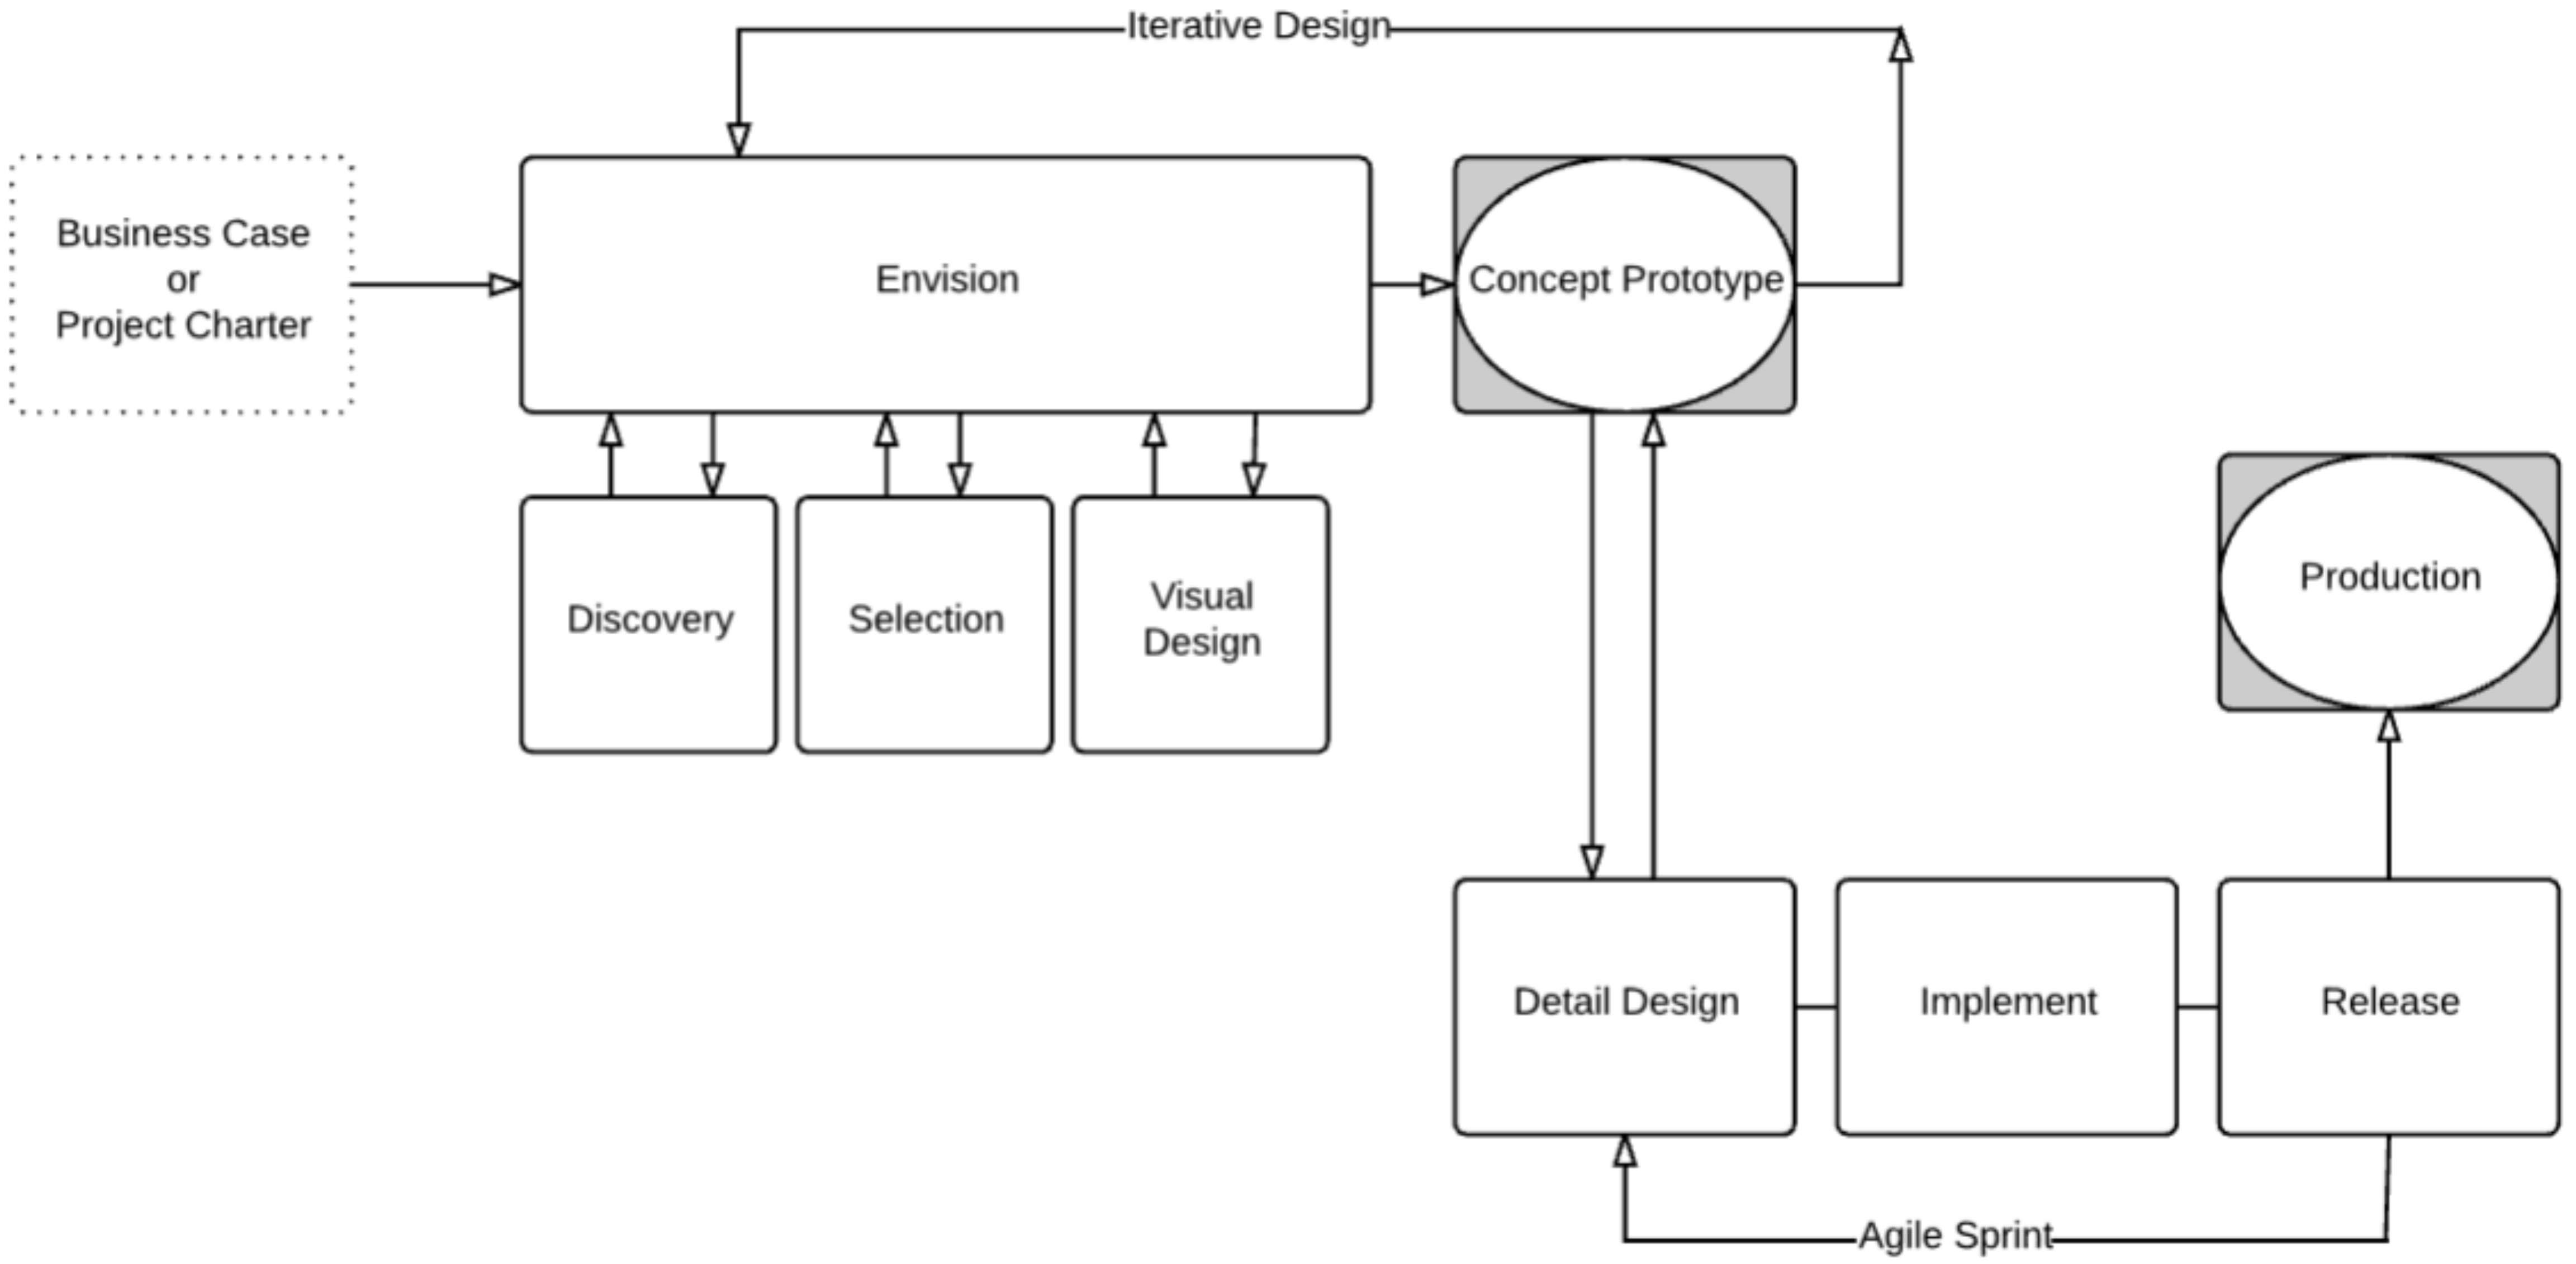 Iterative Design
Business Case
or
Project Charter
Envision
Concept Prototype
Discovery
Selection
Visual
Design
Production
Detail Design
Implement
Release
Agile Sprint